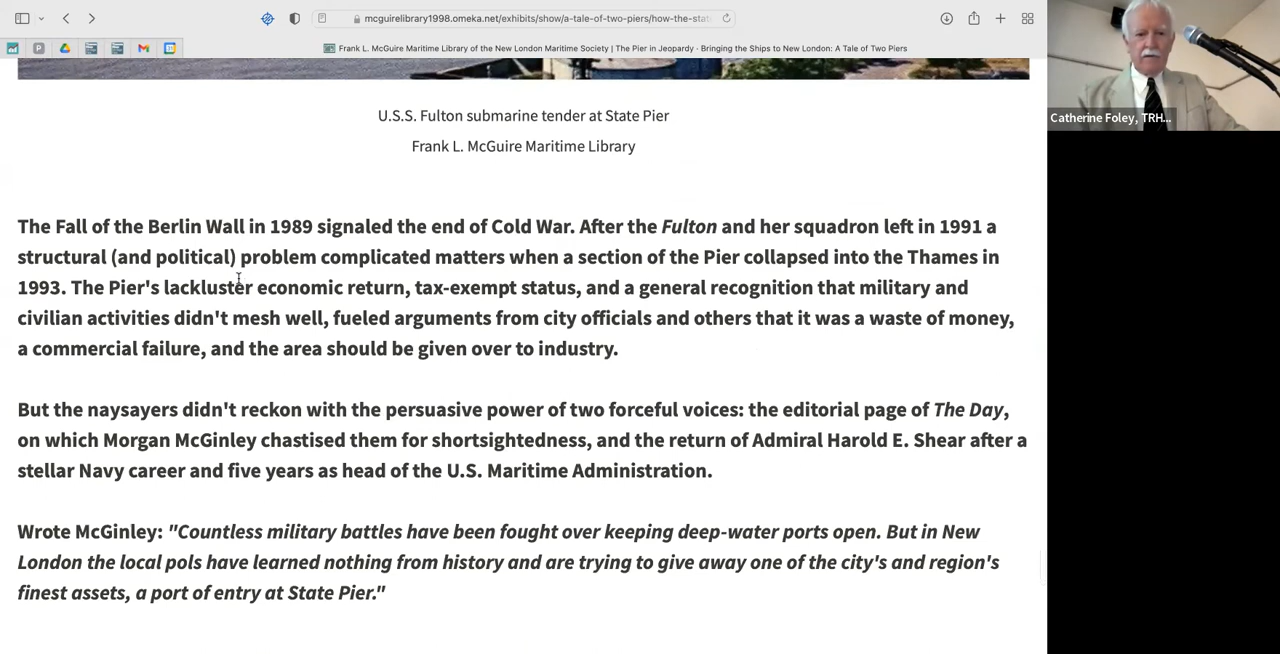 mcguirelibrary1998.omeka.net/exhibits/show/a-tale-of-two-piers/how-the-stat
Frank L. McGuire Maritime Library of the New London Maritime Society | The Pier in Jeopardy · Bringing the Ships to New London: A Tale of Two Piers
Catherine Foley, TRH...
U.S.S. Fulton submarine tender at State Pier
Frank L. McGuire Maritime Library
The Fall of the Berlin Wall in 1989 signaled the end of Cold War. After the Fulton and her squadron left in 1991 a
structural (and political) problem complicated matters when a section of the Pier collapsed into the Thames in
1993. The Pier's lackluster economic return, tax-exempt status, and a general recognition that military and
civilian activities didn't mesh well, fueled arguments from city officials and others that it was a waste of money,
a commercial failure, and the area should be given over to industry.
But the naysayers didn't reckon with the persuasive power of two forceful voices: the editorial page of The Day,
on which Morgan McGinley chastised them for shortsightedness, and the return of Admiral Harold E. Shear after a
stellar Navy career and five years as head of the U.S. Maritime Administration.
Wrote McGinley: "Countless military battles have been fought over keeping deep-water ports open. But in New
London the local pols have learned nothing from history and are trying to give away one of the city's and region's
finest assets, a port of entry at State Pier."